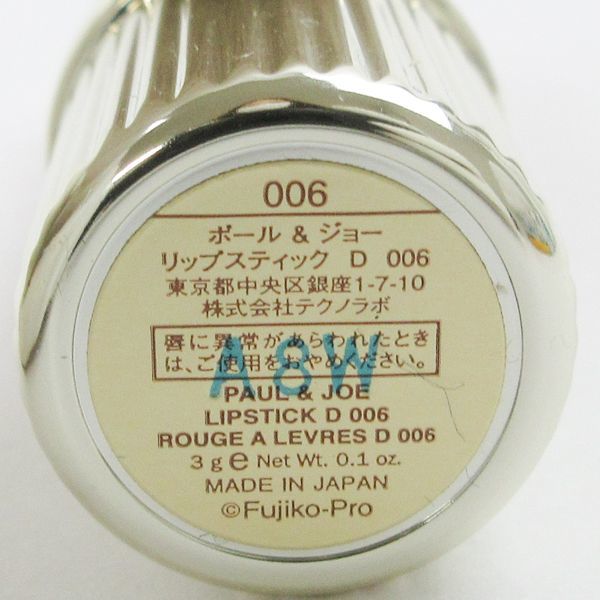 006
ポール & ジョー
リップスティック D 006
東京都中央区銀座1-7-10
株式会社テクノラボ
唇に異常があらわれたとき
は、ご使用をおやめください。
A8W
PAUL & JOE
LIPSTICK D 006
ROUGE A LEVRES D 006
3 g e Net Wt. 0.1 oz.
MADE IN JAPAN
©Fujiko-Pro